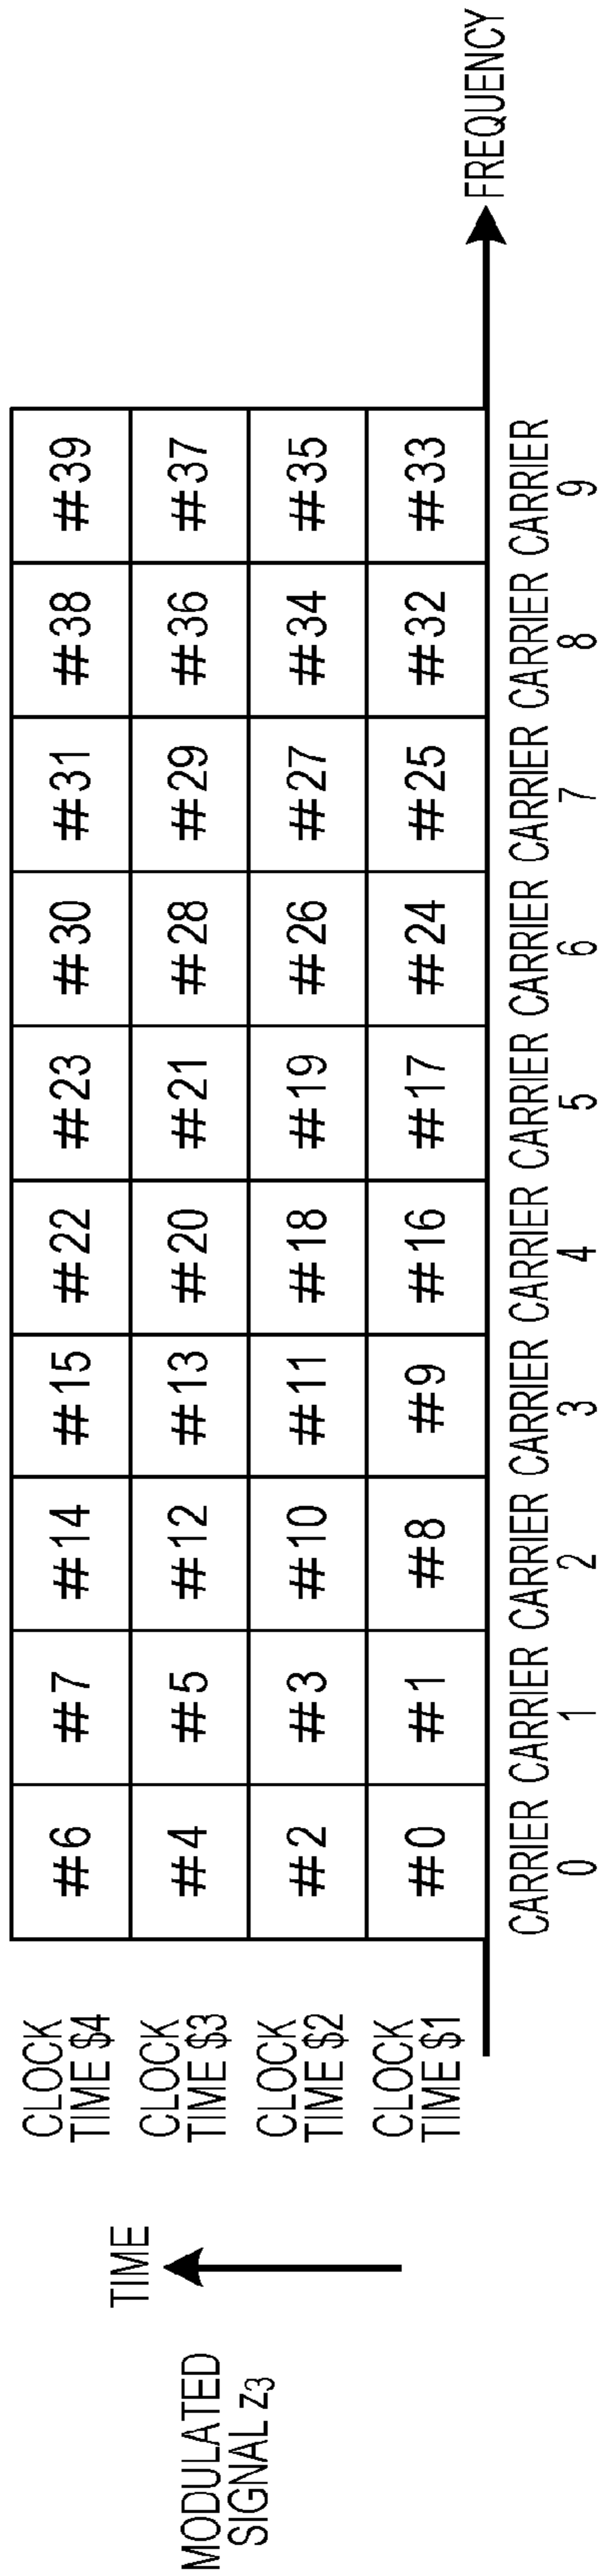 MODULATED
SIGNAL z3
TIME
CLOCK
TIME $4
#6 #7 #14 #15 #22 #23 #30 #31 #38 #39
CLOCK
TIME $3
#4 #5 #12 #13 #20 #21 #28 #29 #36 #37
CLOCK
TIME $2
#2 #3 #10 #11 #18 #19 #26 #27 #34 #35
CLOCK
TIME $1
#0 #1 #8 #9 #16 #17 #24 #25 #32 #33
FREQUENCY
CARRIER CARRIER CARRIER CARRIER CARRIER CARRIER CARRIER CARRIER CARRIER CARRIER
0 1 2 3 4 5 6 7 8 9